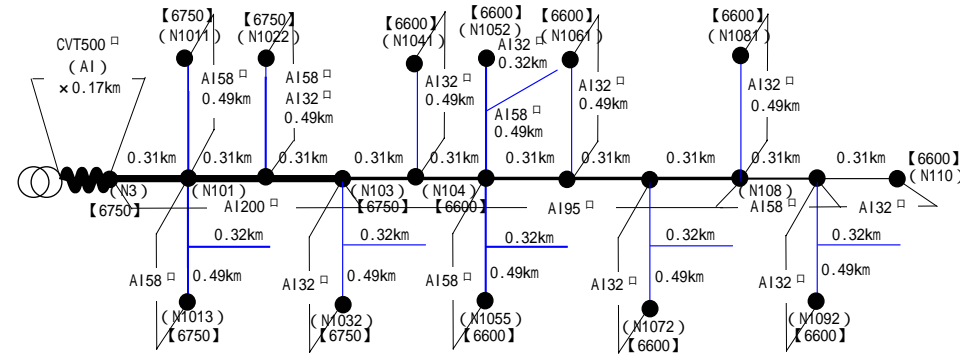 【6750】
(N1011)
【6750】
(N1022)
【6600】
(N1041)
【6600】
(N1052)
【6600】
(N1061)
【6600】
(N1081)
CVT500□
(Al)
×0.17km
Al58□
0.49km
Al58□
Al32□
0.49km
Al32□
0.49km
Al32□
0.32km
Al58□
0.49km
Al32□
0.49km
Al32□
0.49km
0.31km 0.31km 0.31km 0.31km 0.31km 0.31km 0.31km 0.31km 0.31km
【6600】
(N110)
(N3)
【6750】
(N101)
(N103)
【6750】
(N104)
【6600】
(N108)
Al200□
Al95□
Al58□
Al32□
0.32km 0.32km 0.32km 0.32km 0.32km
Al58□ 0.49km
Al32□ 0.49km
Al58□ 0.49km
Al32□ 0.49km
Al32□ 0.49km
(N1013)
【6750】
(N1032)
【6750】
(N1055)
【6600】
(N1072)
【6600】
(N1092)
【6600】